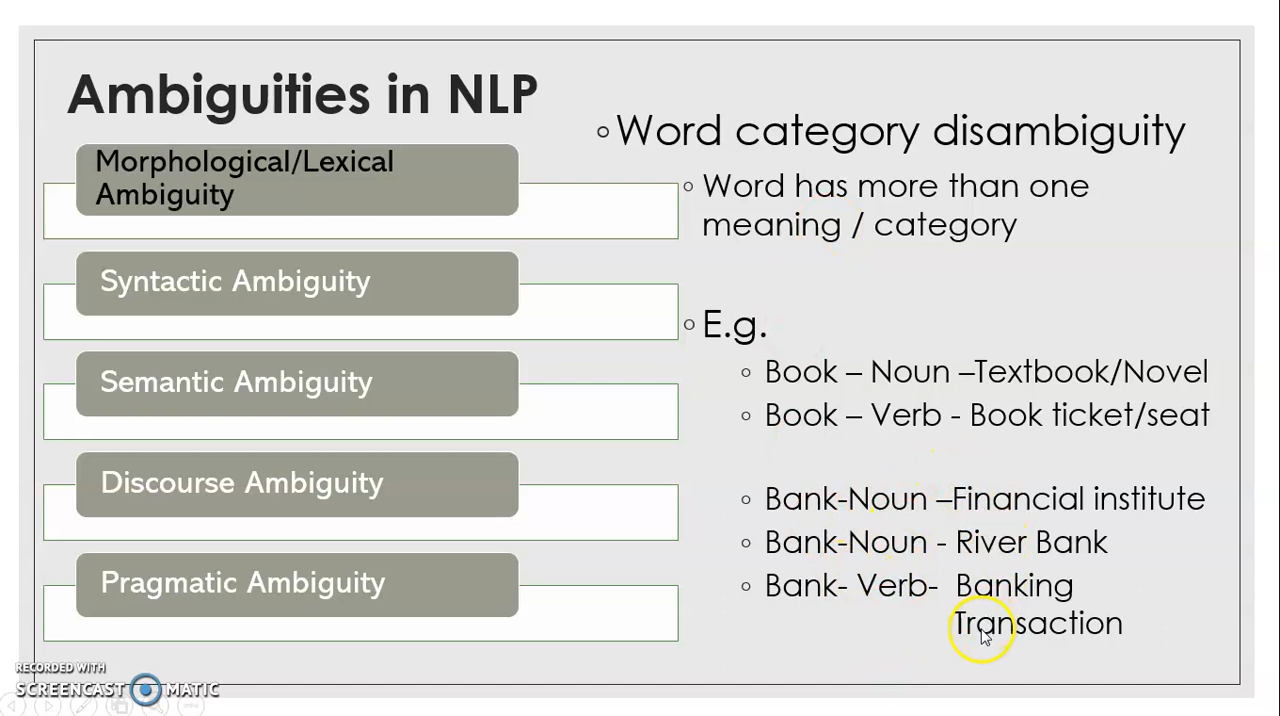 Ambiguities in NLP
Morphological/Lexical
Ambiguity
Syntactic Ambiguity
Semantic Ambiguity
Discourse Ambiguity
Pragmatic Ambiguity
Word category disambiguity
Word has more than one
meaning / category
E.g.
Book – Noun –Textbook/Novel
Book – Verb - Book ticket/seat
Bank-Noun –Financial institute
Bank-Noun - River Bank
Bank- Verb- Banking
Transaction
RECORDED WITH
SCREENCAST MATIC